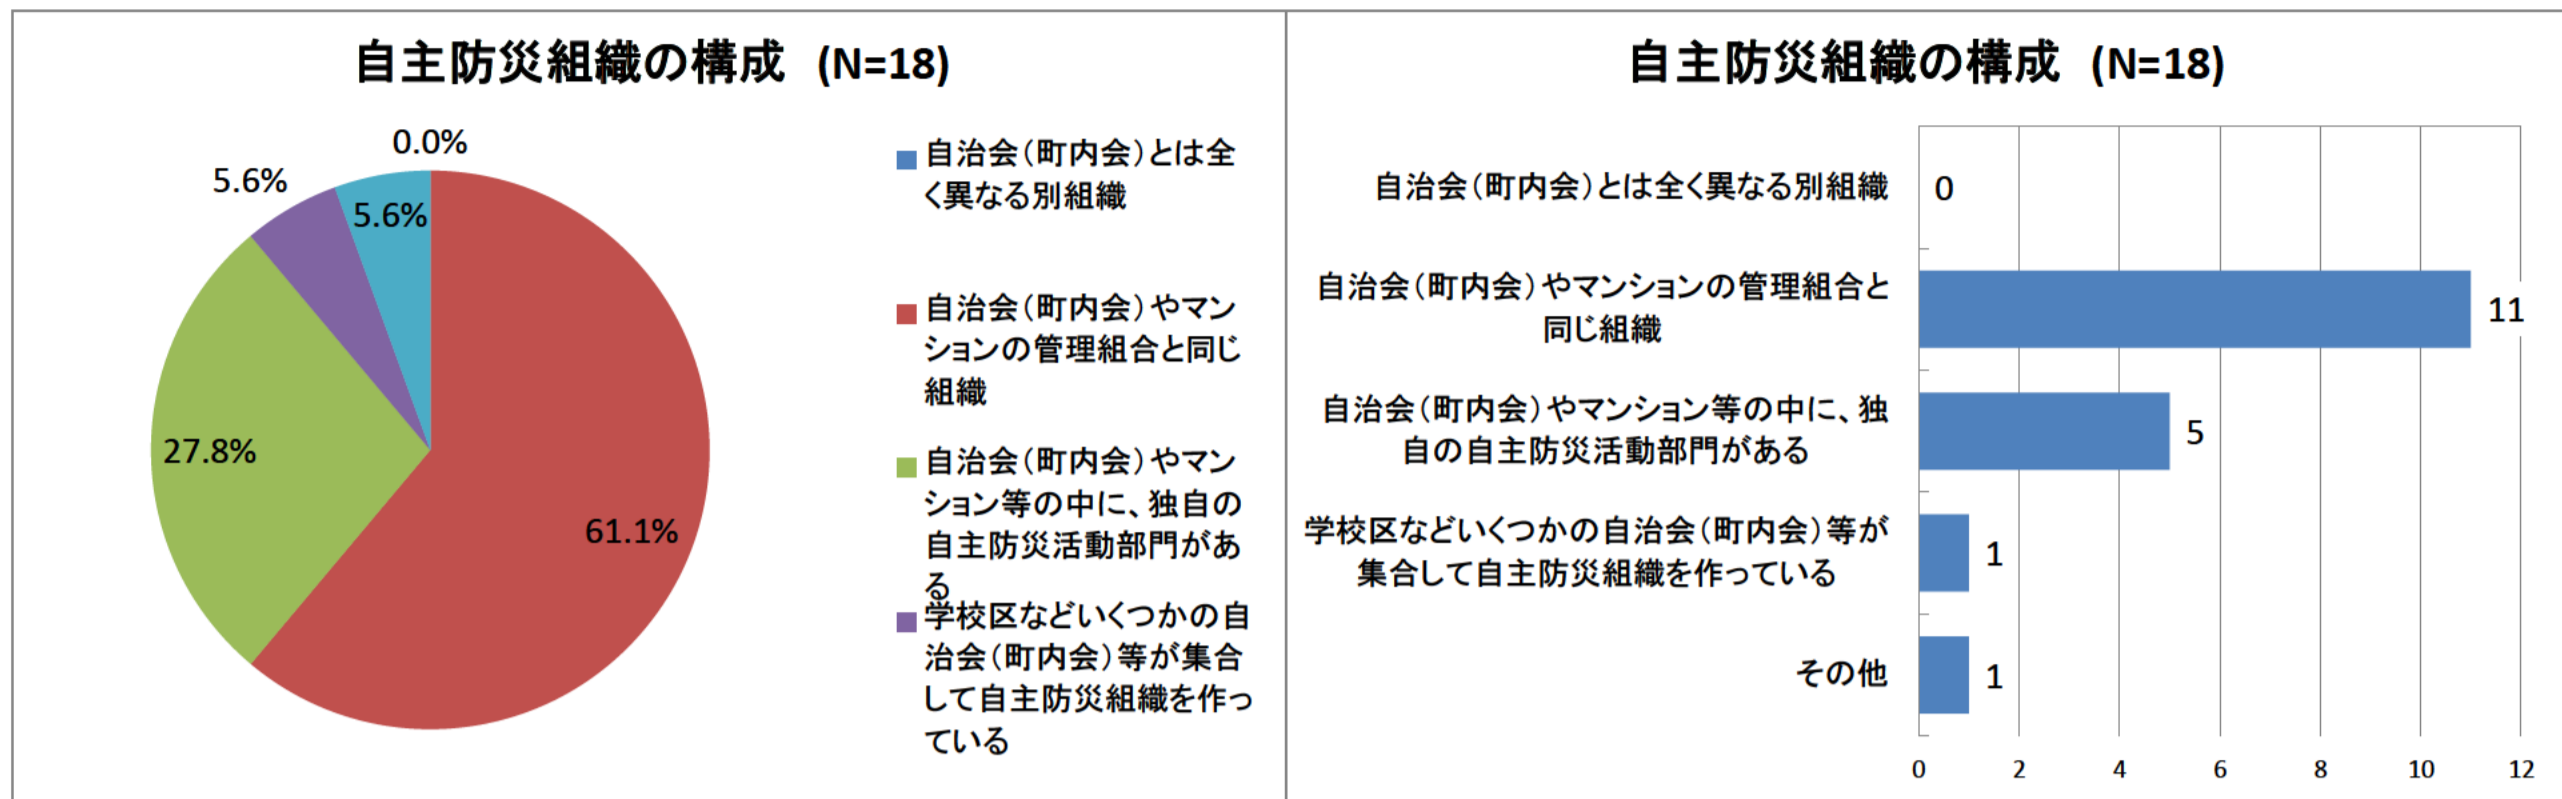 自主防災組織の構成 (N=18)
0.0%
5.6%
5.6%
27.8%
61.1%
自治会（町内会）とは全
く異なる別組織
自治会（町内会）やマン
ションの管理組合と同じ
組織
自治会（町内会）やマン
ション等の中に、独自の
自主防災活動部門があ
る
学校区などいくつかの自
治会（町内会）等が集合
して自主防災組織を作っ
ている
自主防災組織の構成 (N=18)
自治会（町内会）とは全く異なる別組織
0
自治会（町内会）やマンションの管理組合と
同じ組織
11
自治会（町内会）やマンション等の中に、独
自の自主防災活動部門がある
5
学校区などいくつかの自治会（町内会）等が
集合して自主防災組織を作っている
1
その他
1
0 2 4 6 8 10 12